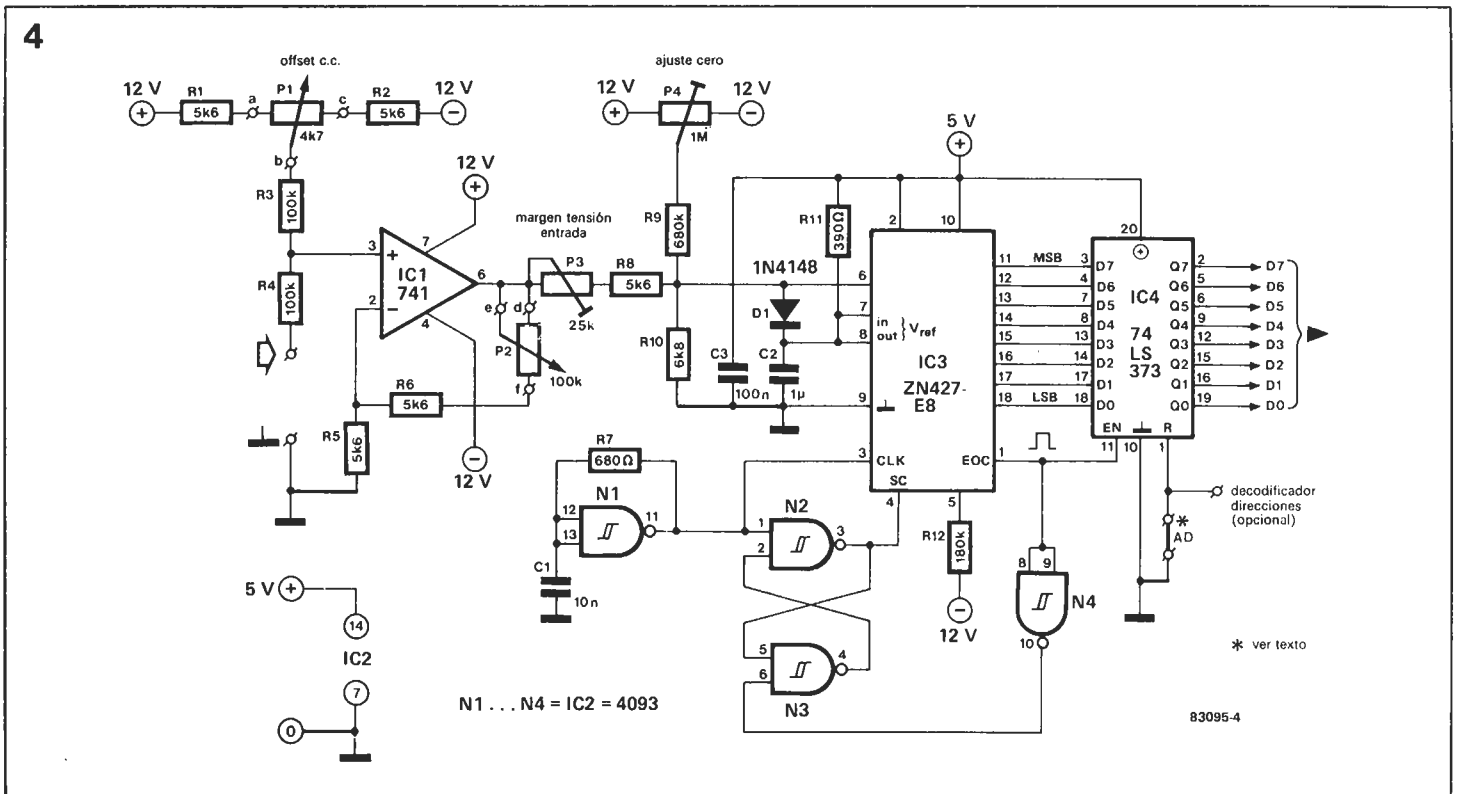 4
offset c.c.
12 V
+
R1
5k6
a
P1
4k7
c
R2
5k6
12 V
−
b
R3
100k
R4
100k
3
+
2
−
IC1
741
7
4
6
12 V
+
−
12 V
R5
5k6
R6
5k6
e
d
P2
100k
f
margen tensión
entrada
P3
25k
R8
5k6
ajuste cero
12 V
+
P4
1M
12 V
−
R9
680k
R10
6k8
1N4148
D1
C3
100n
C2
1µ
R11
390Ω
5 V
+
2
10
6
7
8
9
in
out
} Vref
IC3
ZN427-
E8
3
CLK
SC
4
5
EOC
1
11
12
13
14
15
16
17
18
MSB
LSB
3
4
7
8
13
14
17
18
D7
D6
D5
D4
D3
D2
D1
D0
20
+
IC4
74
LS
373
Q7
Q6
Q5
Q4
Q3
Q2
Q1
Q0
2
5
6
9
12
15
16
19
D7
D6
D5
D4
D3
D2
D1
D0
EN
R
11
10
1
decodificador
direcciones
(opcional)
*
AD
R7
680Ω
N1
12
13
11
C1
10n
N2
1
2
3
N3
5
6
4
R12
180k
−
12 V
8
9
N4
10
* ver texto
5 V
+
14
IC2
7
0
N1 . . . N4 = IC2 = 4093
83095-4